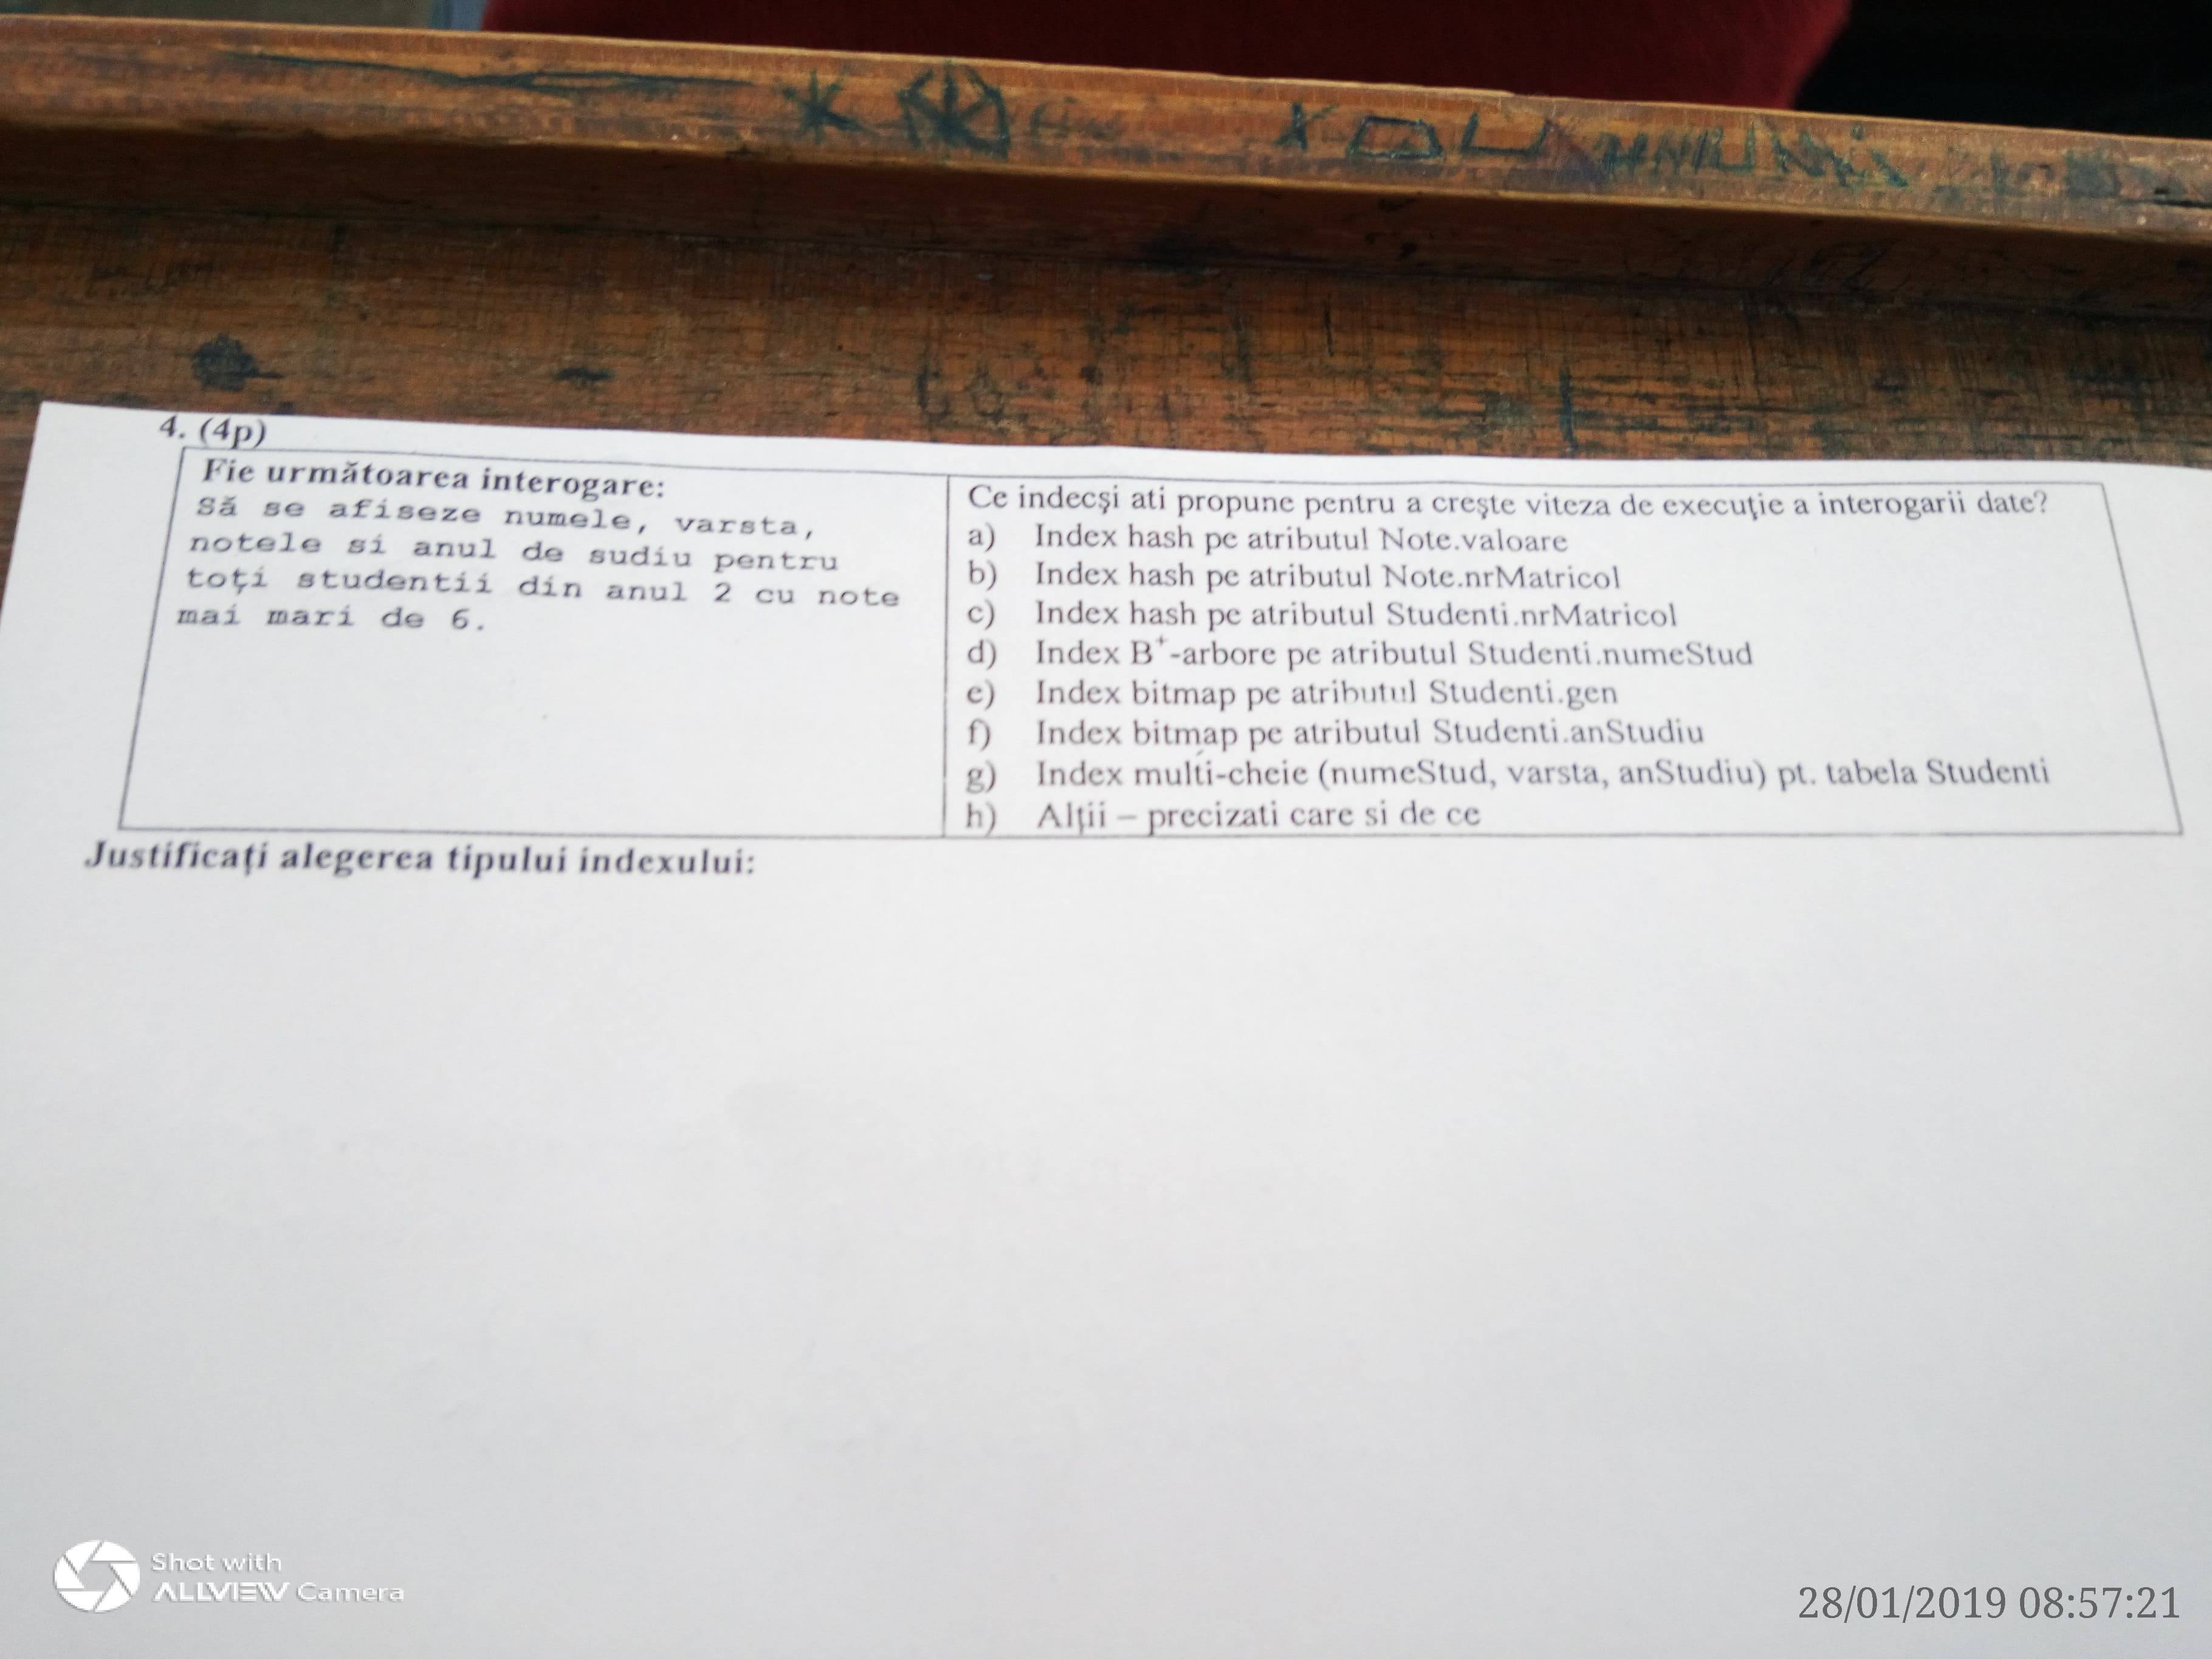 4. (4p)
Fie următoarea interogare:
Să se afiseze numele, varsta,
notele si anul de sudiu pentru
toți studentii din anul 2 cu note
mai mari de 6.
Ce indecși ati propune pentru a crește viteza de execuție a interogarii date?
a) Index hash pe atributul Note.valoare
b) Index hash pe atributul Note.nrMatricol
c) Index hash pe atributul Studenti.nrMatricol
d) Index B+-arbore pe atributul Studenti.numeStud
e) Index bitmap pe atributul Studenti.gen
f) Index bitmap pe atributul Studenti.anStudiu
g) Index multi-cheie (numeStud, varsta, anStudiu) pt. tabela Studenti
h) Alții – precizati care si de ce
Justificați alegerea tipului indexului:
Shot with
ALLVIEW Camera
28/01/2019 08:57:21